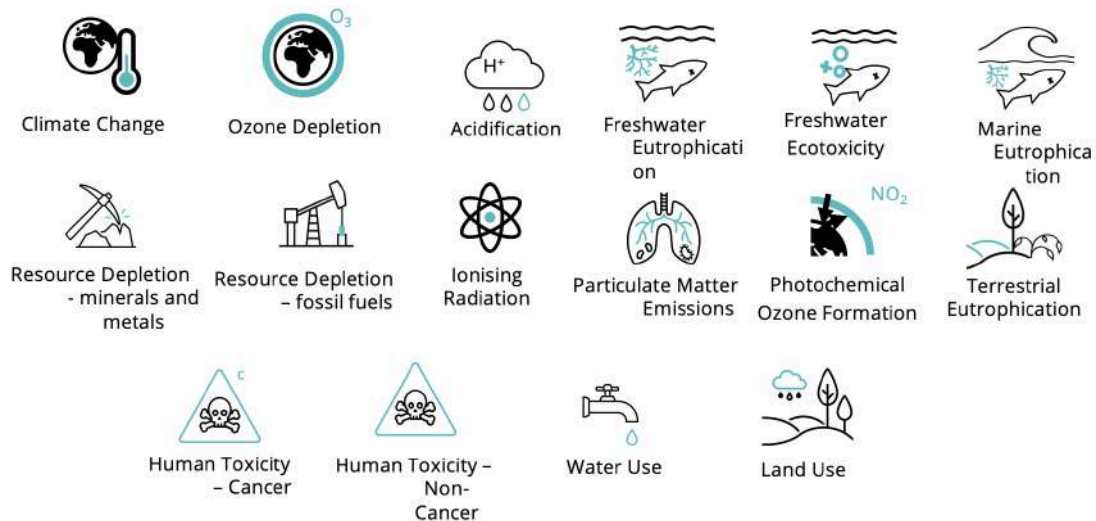 O₃
H⁺
Climate Change
Ozone Depletion
Acidification
Freshwater
Eutrophicati
on
Freshwater
Ecotoxicity
Marine
Eutrophica
tion
NO₂
Resource Depletion
- minerals and
metals
Resource Depletion
– fossil fuels
Ionising
Radiation
Particulate Matter
Emissions
Photochemical
Ozone Formation
Terrestrial
Eutrophication
c
Human Toxicity
– Cancer
Human Toxicity –
Non-
Cancer
Water Use
Land Use